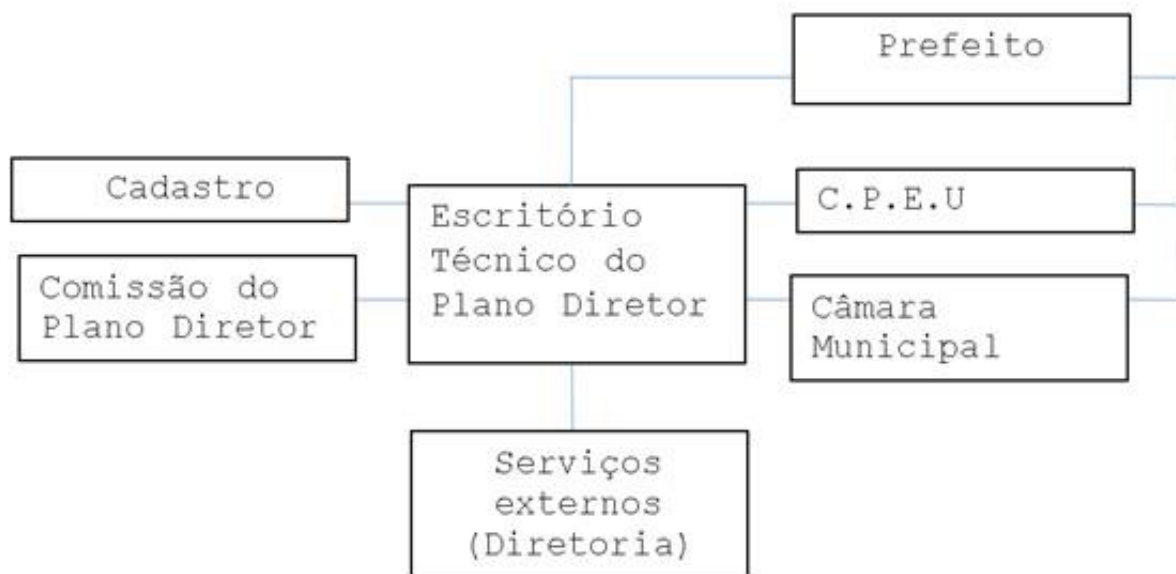 Prefeito
Cadastro
Escritório
Técnico do
Plano Diretor
C.P.E.U
Comissão do
Plano Diretor
Câmara
Municipal
Serviços
externos
(Diretoria)